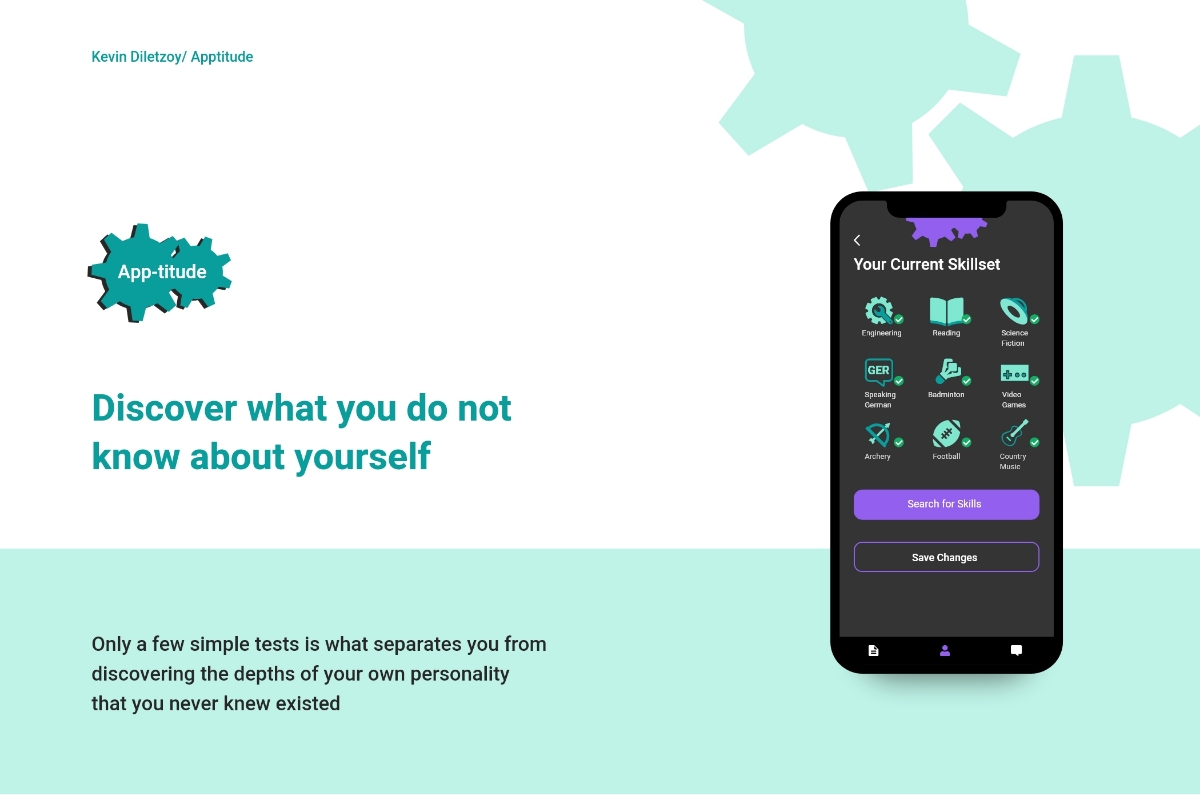 Kevin Diletzoy/ Apptitude
App-titude
Discover what you do not
know about yourself
Only a few simple tests is what separates you from
discovering the depths of your own personality
that you never knew existed
Your Current Skillset
Engineering
Reading
Science
Fiction
GER
Speaking
German
Badminton
Video
Games
Archery
Football
Country
Music
Search for Skills
Save Changes